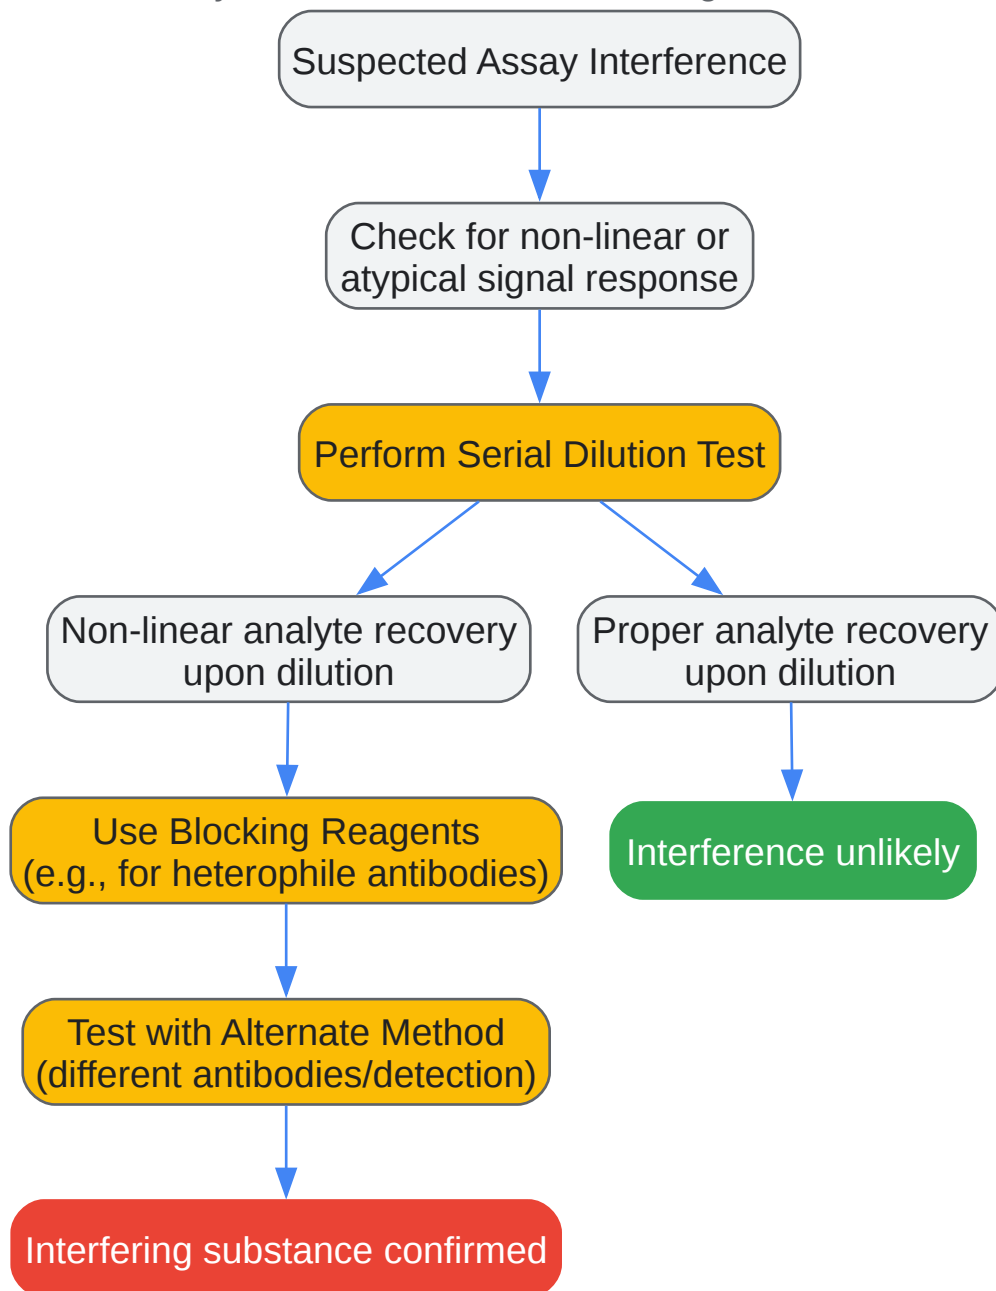 Suspected Assay Interference
Check for non-linear or
atypical signal response
Perform Serial Dilution Test
Non-linear analyte recovery
upon dilution
Proper analyte recovery
upon dilution
Use Blocking Reagents
(e.g., for heterophile antibodies)
Interference unlikely
Test with Alternate Method
(different antibodies/detection)
Interfering substance confirmed